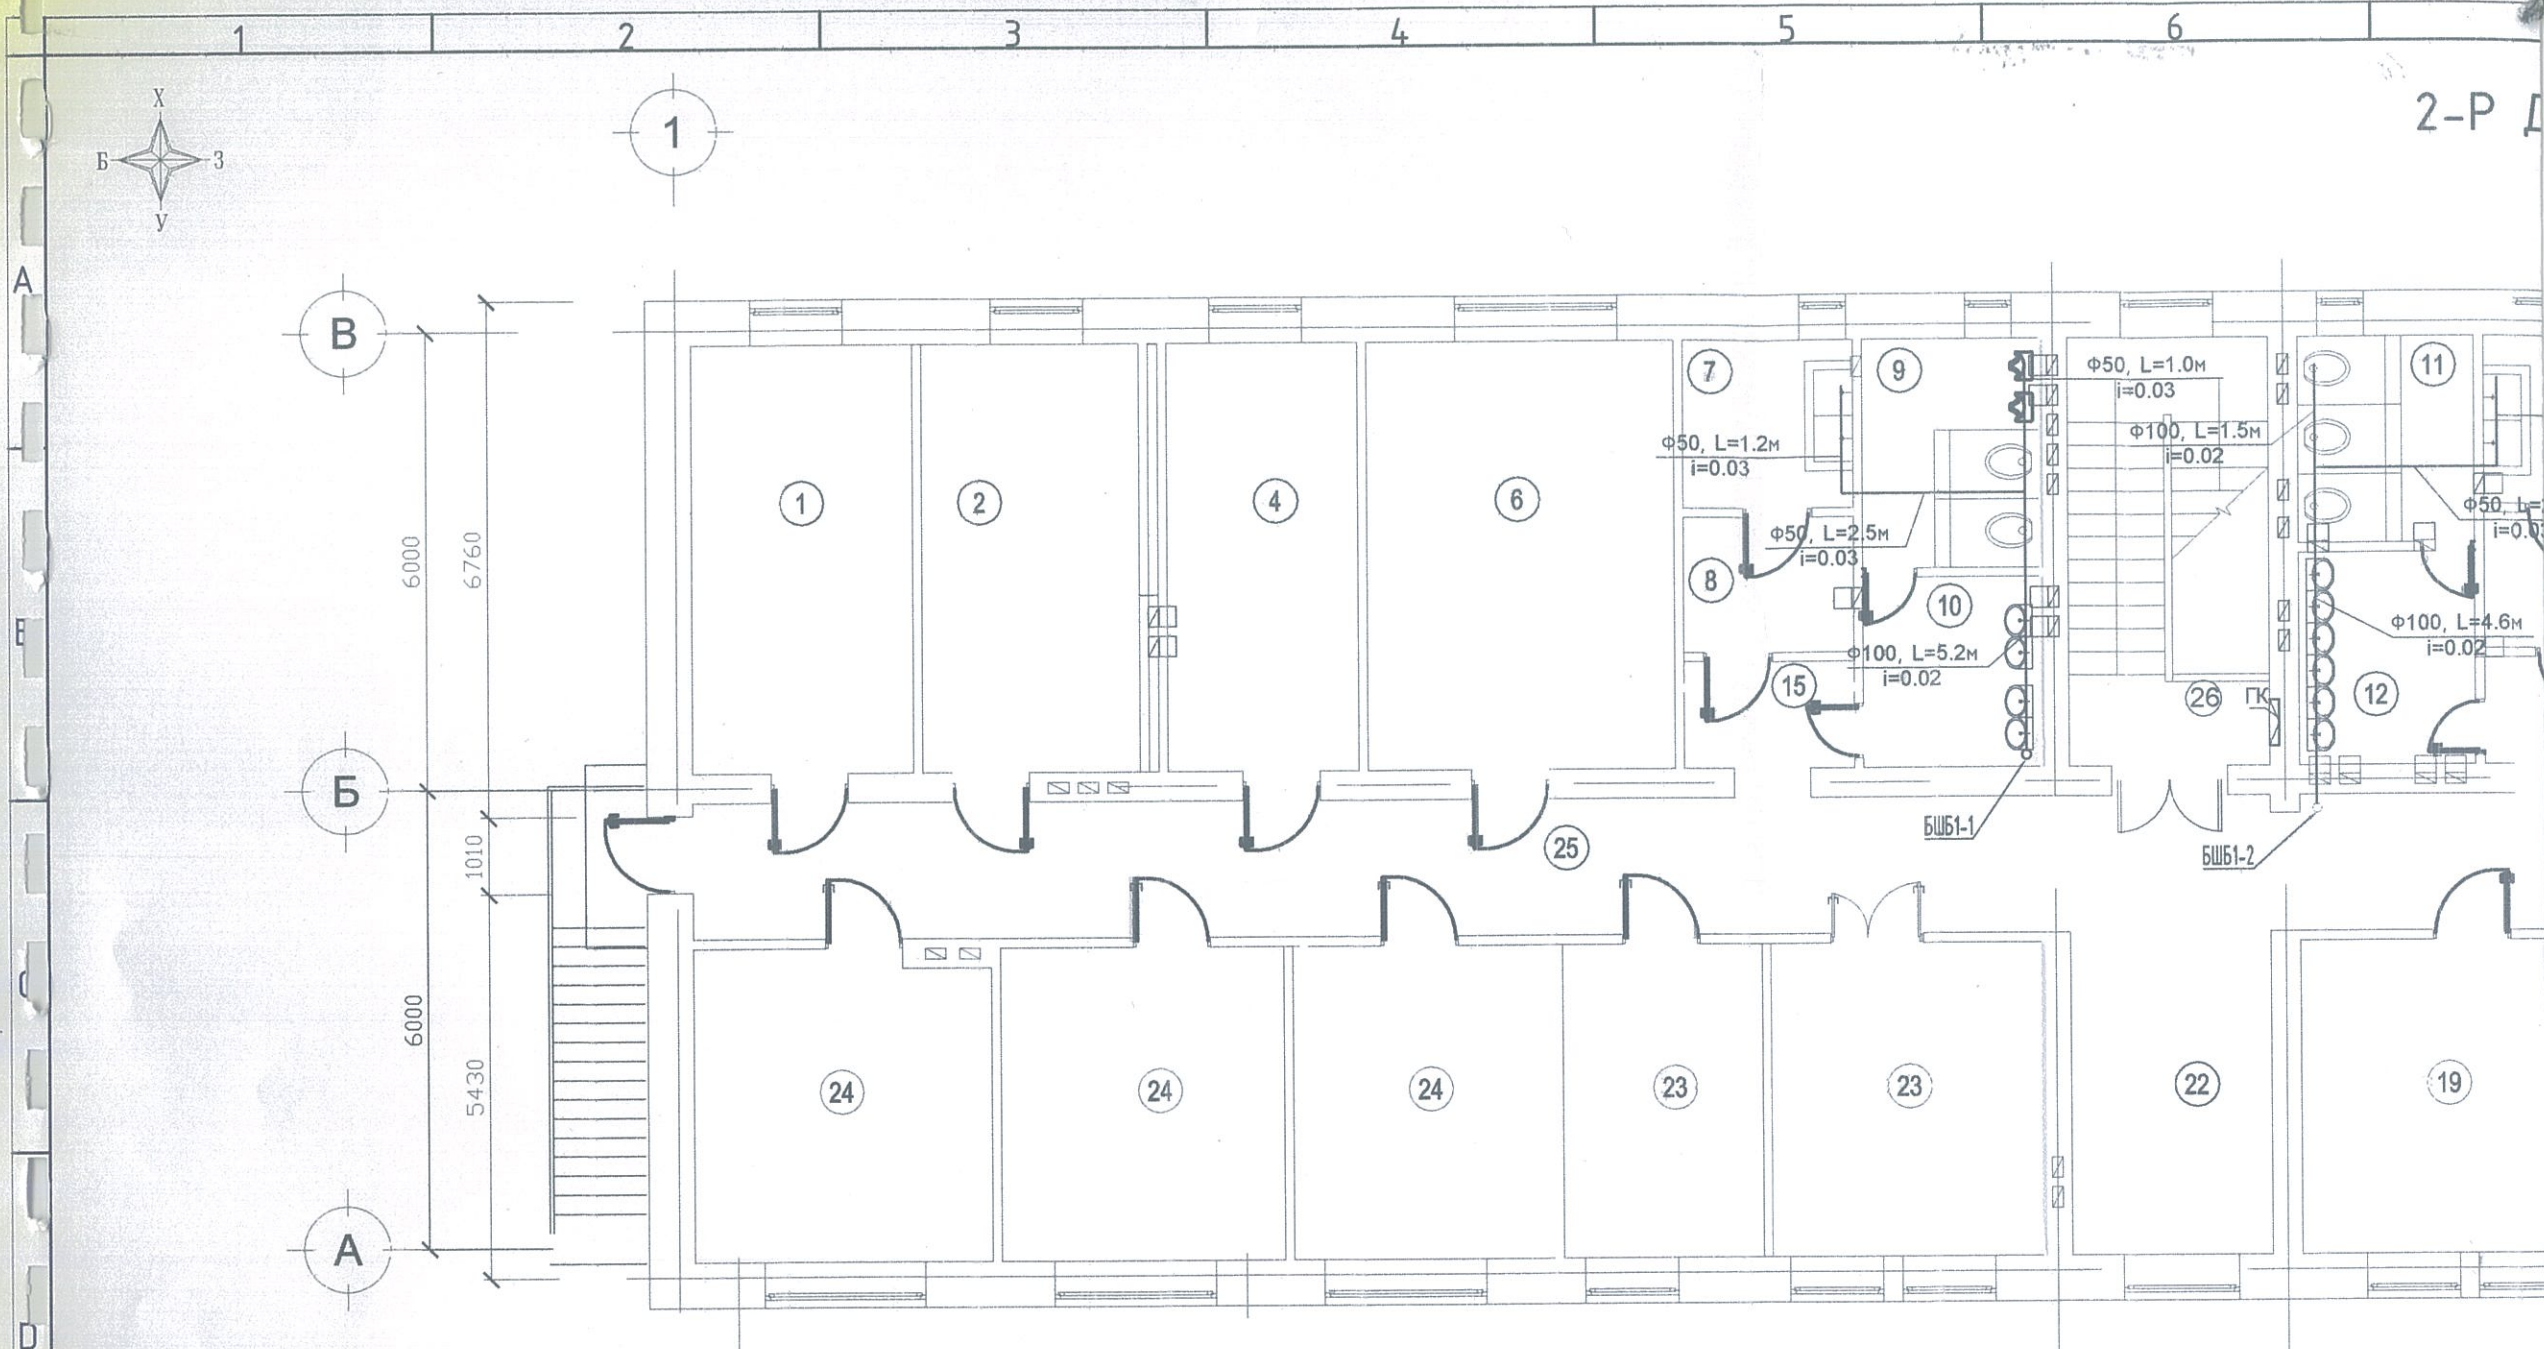 1
2
3
4
5
6
2-Р
Х
Б
З
У
1
A
В
7
9
11
Ф50, L=1.0м
i=0.03
Ф100, L=1.5м
i=0.02
Ф50, L=1.2м
i=0.03
1
2
4
6
6000
6760
Ф50, L=2.5м
i=0.03
8
10
Ф100, L=4.6м
i=0.02
Ф100, L=5.2м
i=0.02
15
26
ГК
12
Б
1010
25
БШБ1-1
БШБ1-2
6000
5430
24
24
24
23
23
22
19
А
D